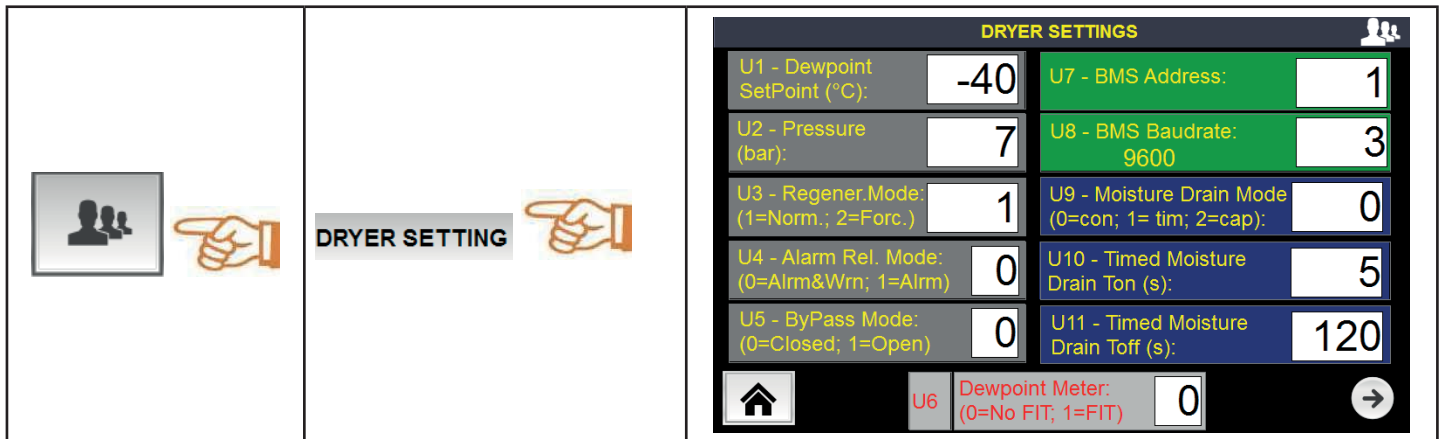 DRYER SETTING
DRYER SETTINGS
U1 - Dewpoint
SetPoint (°C):
-40
U2 - Pressure
(bar):
7
U3 - Regener.Mode:
(1=Norm.; 2=Forc.)
1
U4 - Alarm Rel. Mode:
(0=Alrm&Wrn; 1=Alrm)
0
U5 - ByPass Mode:
(0=Closed; 1=Open)
0
U7 - BMS Address:
1
U8 - BMS Baudrate:
9600
3
U9 - Moisture Drain Mode
(0=con; 1= tim; 2=cap):
0
U10 - Timed Moisture
Drain Ton (s):
5
U11 - Timed Moisture
Drain Toff (s):
120
U6
Dewpoint Meter:
(0=No FIT; 1=FIT)
0